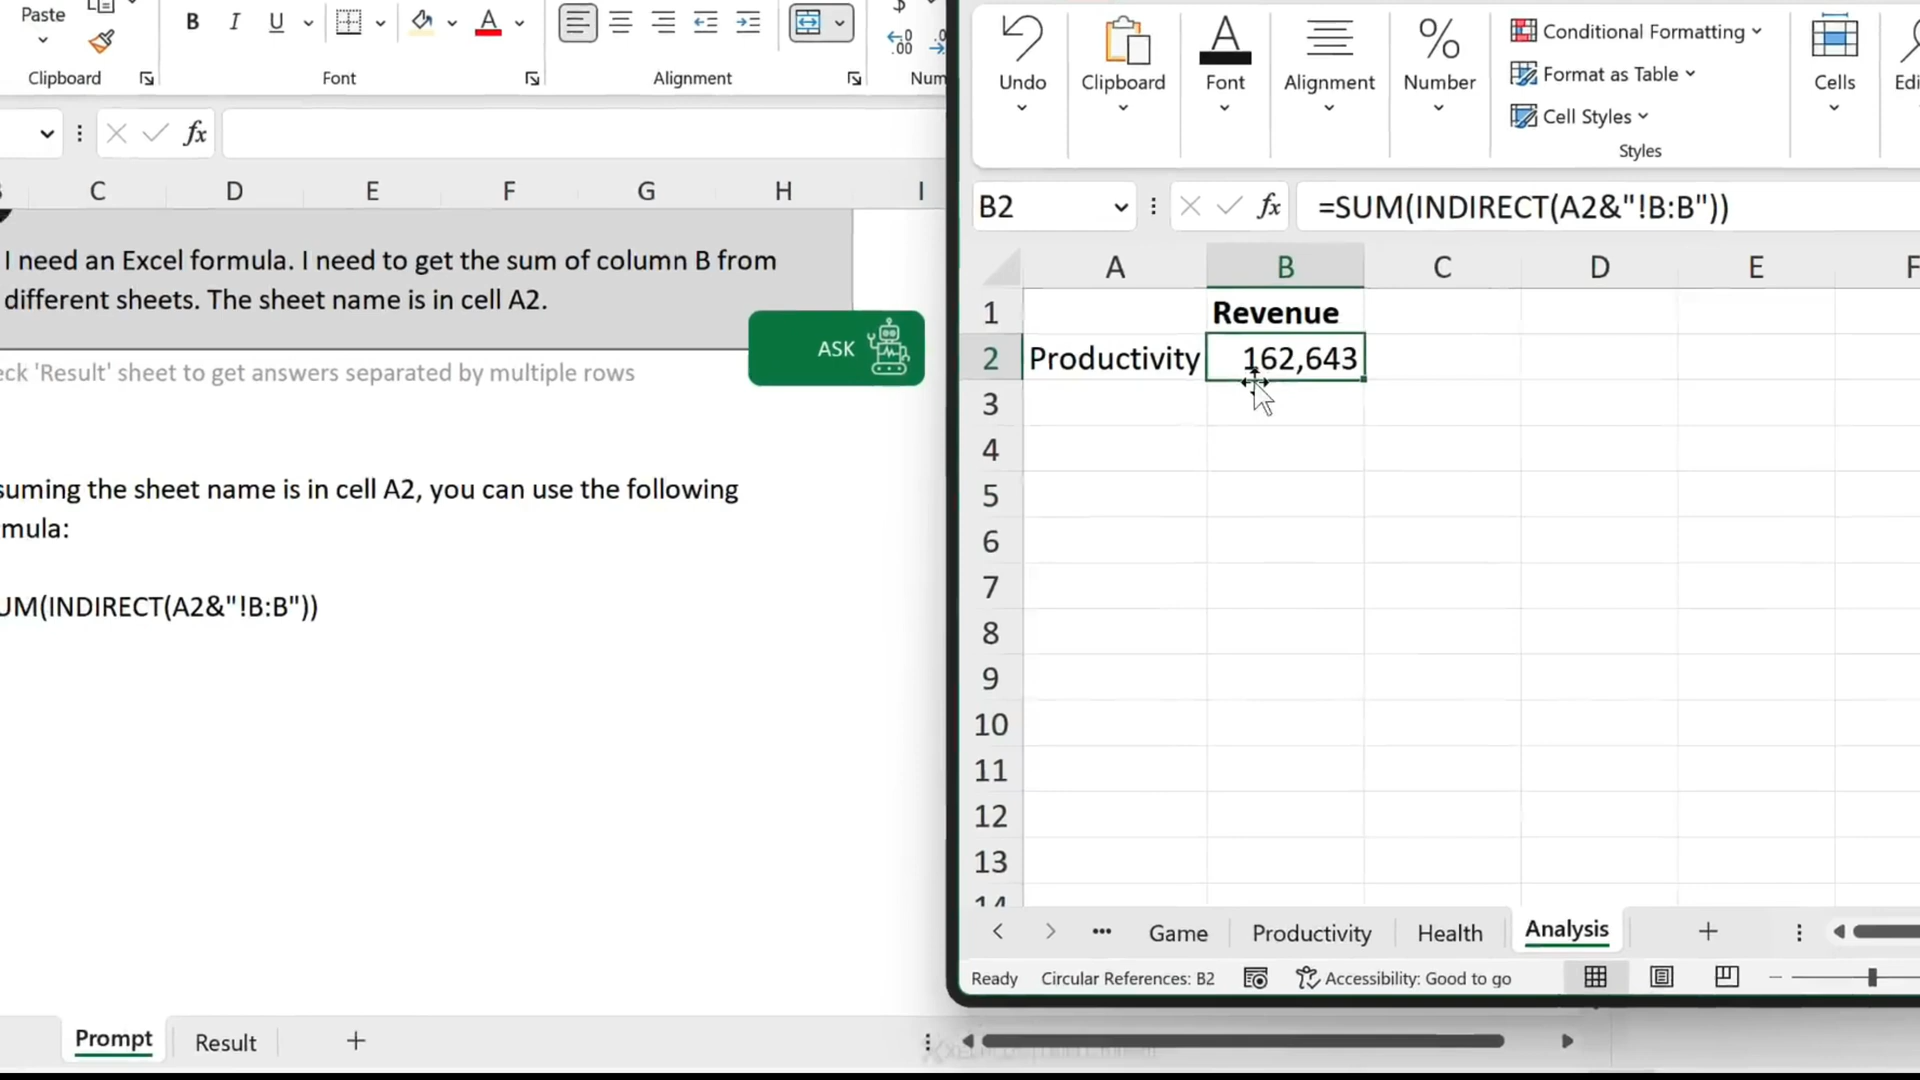 Paste
Clipboard
B I U A
Font
Alignment
$
.00
Num
fx
C D E F G H I
I need an Excel formula. I need to get the sum of column B from
different sheets. The sheet name is in cell A2.
ASK
eck 'Result' sheet to get answers separated by multiple rows
suming the sheet name is in cell A2, you can use the following
mula:
UM(INDIRECT(A2&"!B:B"))
Prompt Result +
Undo
Clipboard
A
Font
Alignment
%
Number
Conditional Formatting
Format as Table
Cell Styles
Styles
Cells
Edi
B2 fx =SUM(INDIRECT(A2&"!B:B"))
A B C D E F
1 Revenue
2 Productivity 162,643
3
4
5
6
7
8
9
10
11
12
13
14
... Game Productivity Health Analysis +
Ready Circular References: B2 Accessibility: Good to go